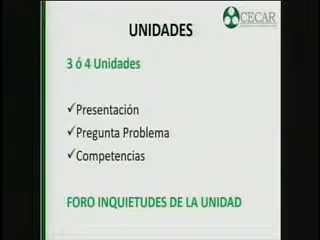 CECAR
UNIDADES
3 ó 4 Unidades
✓Presentación
✓Pregunta Problema
✓Competencias
FORO INQUIETUDES DE LA UNIDAD